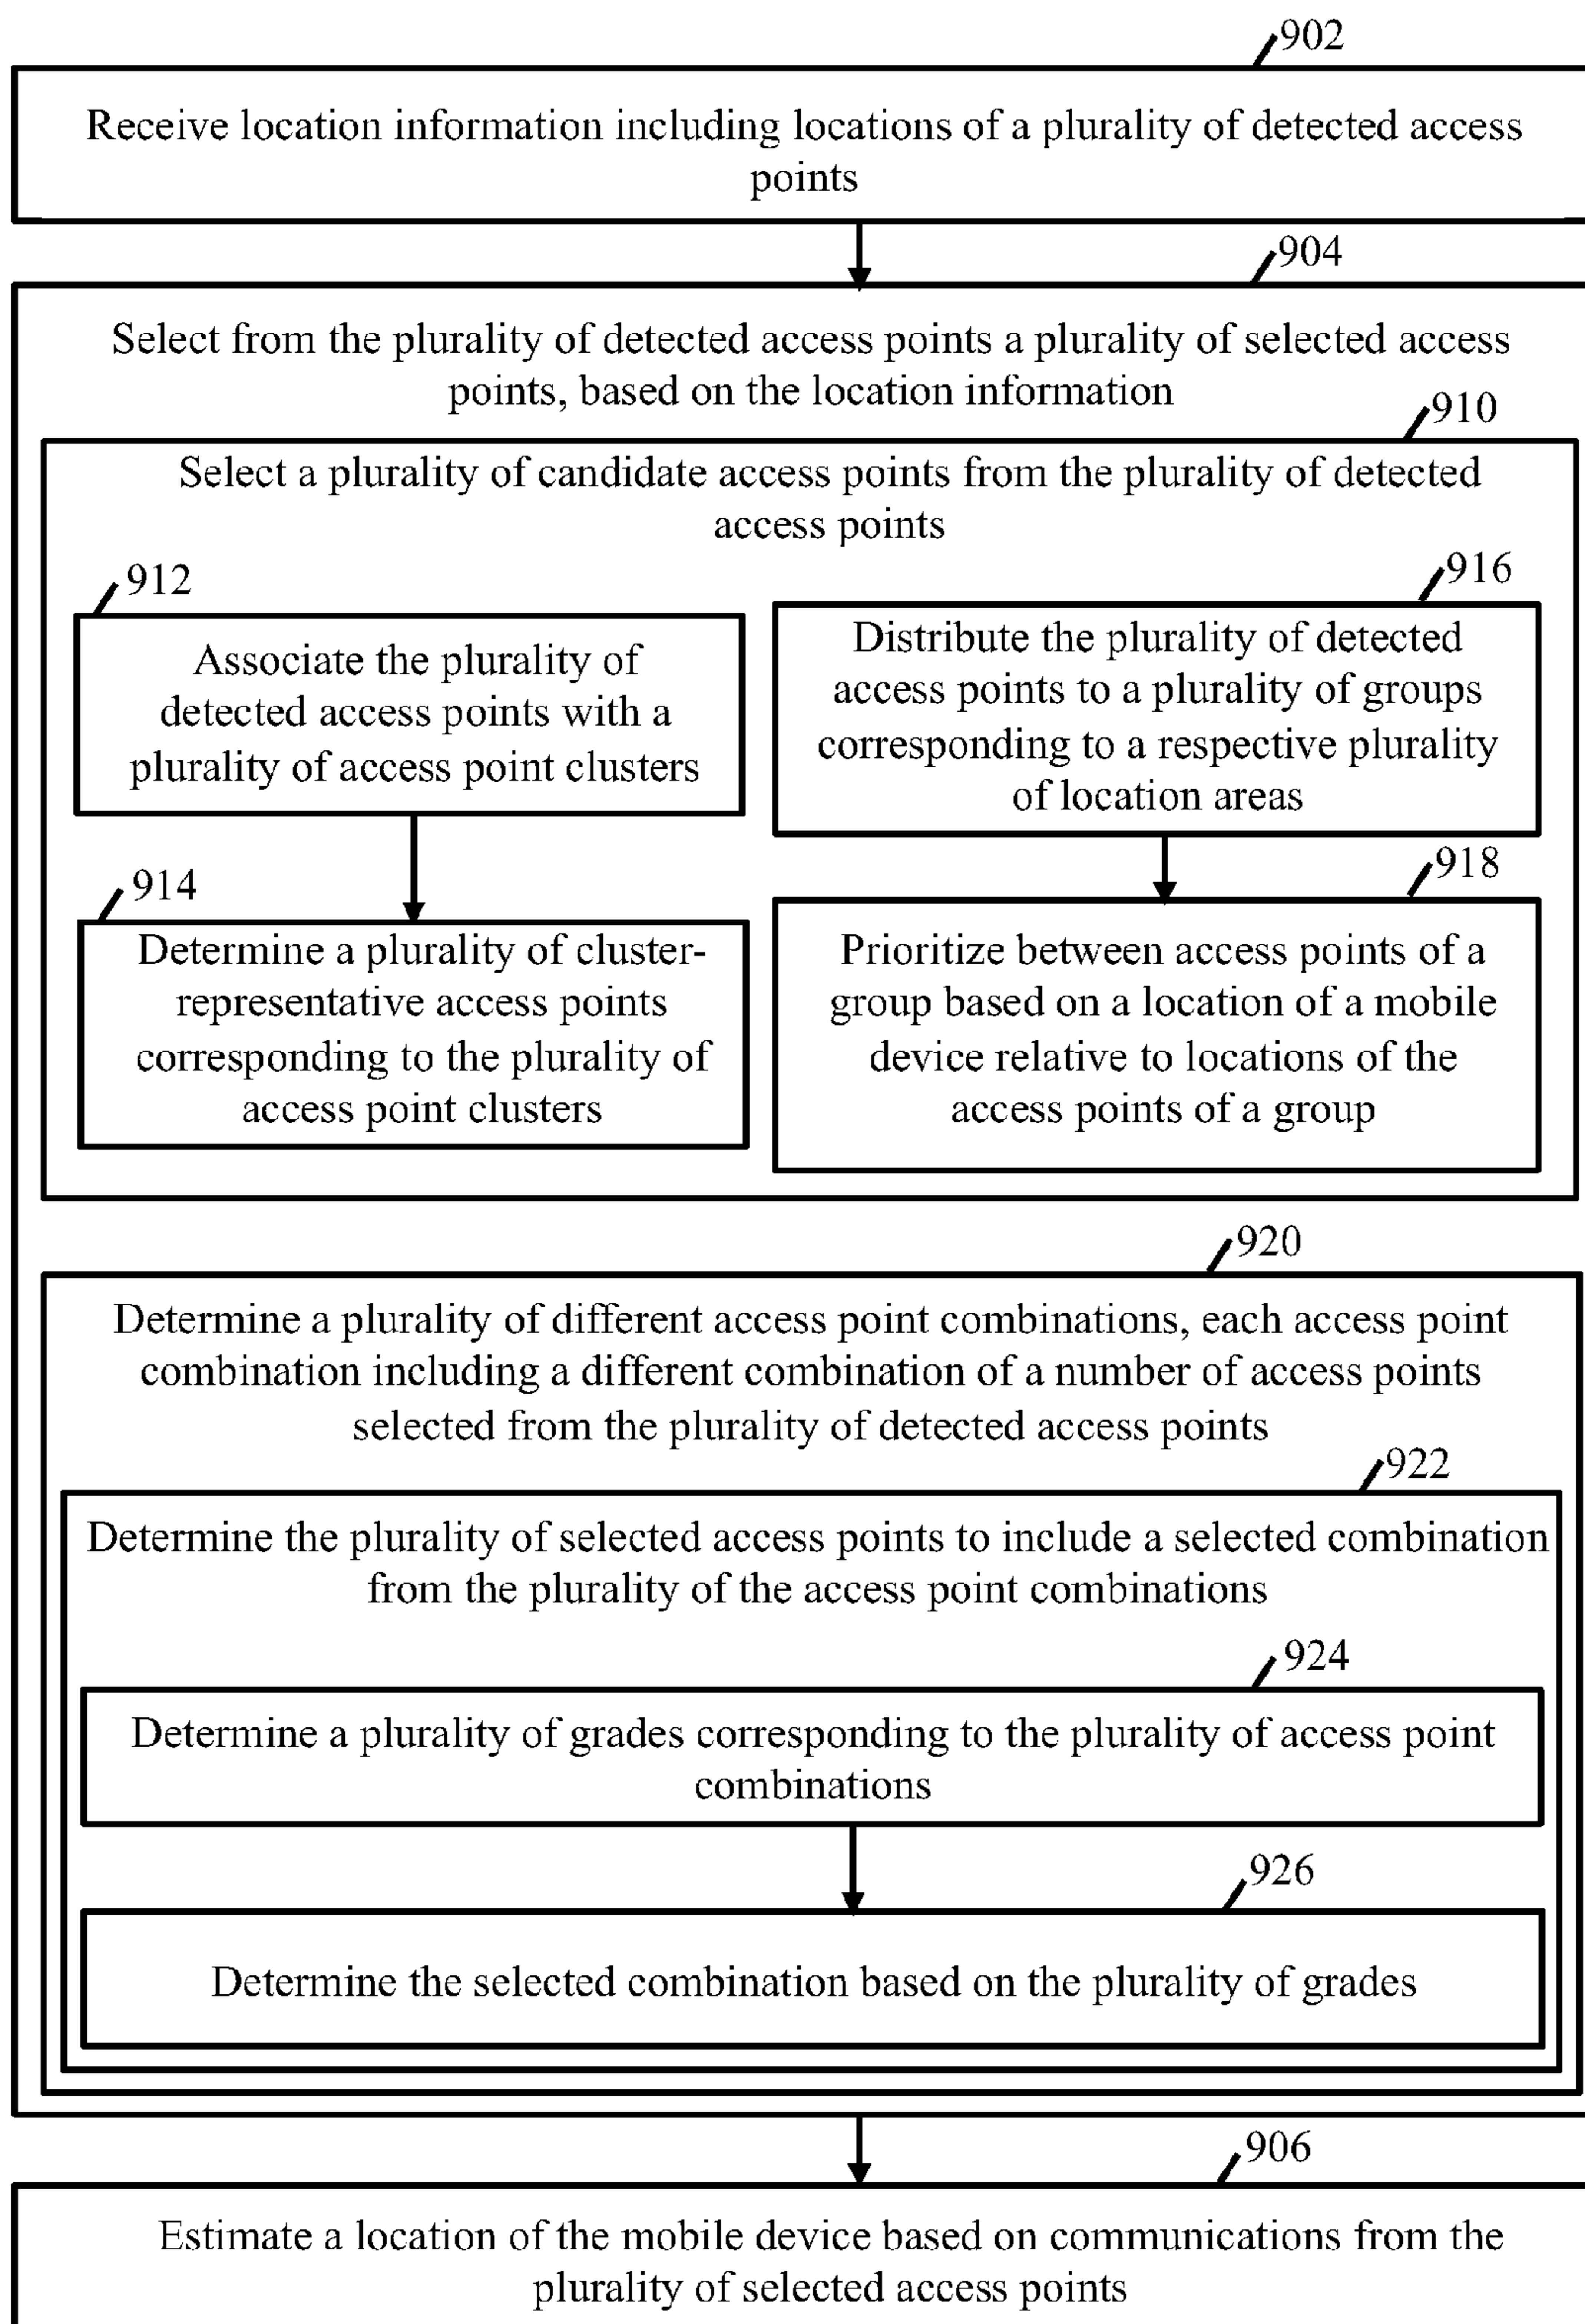 902
Receive location information including locations of a plurality of detected access
points
904
Select from the plurality of detected access points a plurality of selected access
points, based on the location information
910
Select a plurality of candidate access points from the plurality of detected
access points
912
Associate the plurality of
detected access points with a
plurality of access point clusters
914
Determine a plurality of cluster-
representative access points
corresponding to the plurality of
access point clusters
916
Distribute the plurality of detected
access points to a plurality of groups
corresponding to a respective plurality
of location areas
918
Prioritize between access points of a
group based on a location of a mobile
device relative to locations of the
access points of a group
920
Determine a plurality of different access point combinations, each access point
combination including a different combination of a number of access points
selected from the plurality of detected access points
922
Determine the plurality of selected access points to include a selected combination
from the plurality of the access point combinations
924
Determine a plurality of grades corresponding to the plurality of access point
combinations
926
Determine the selected combination based on the plurality of grades
906
Estimate a location of the mobile device based on communications from the
plurality of selected access points